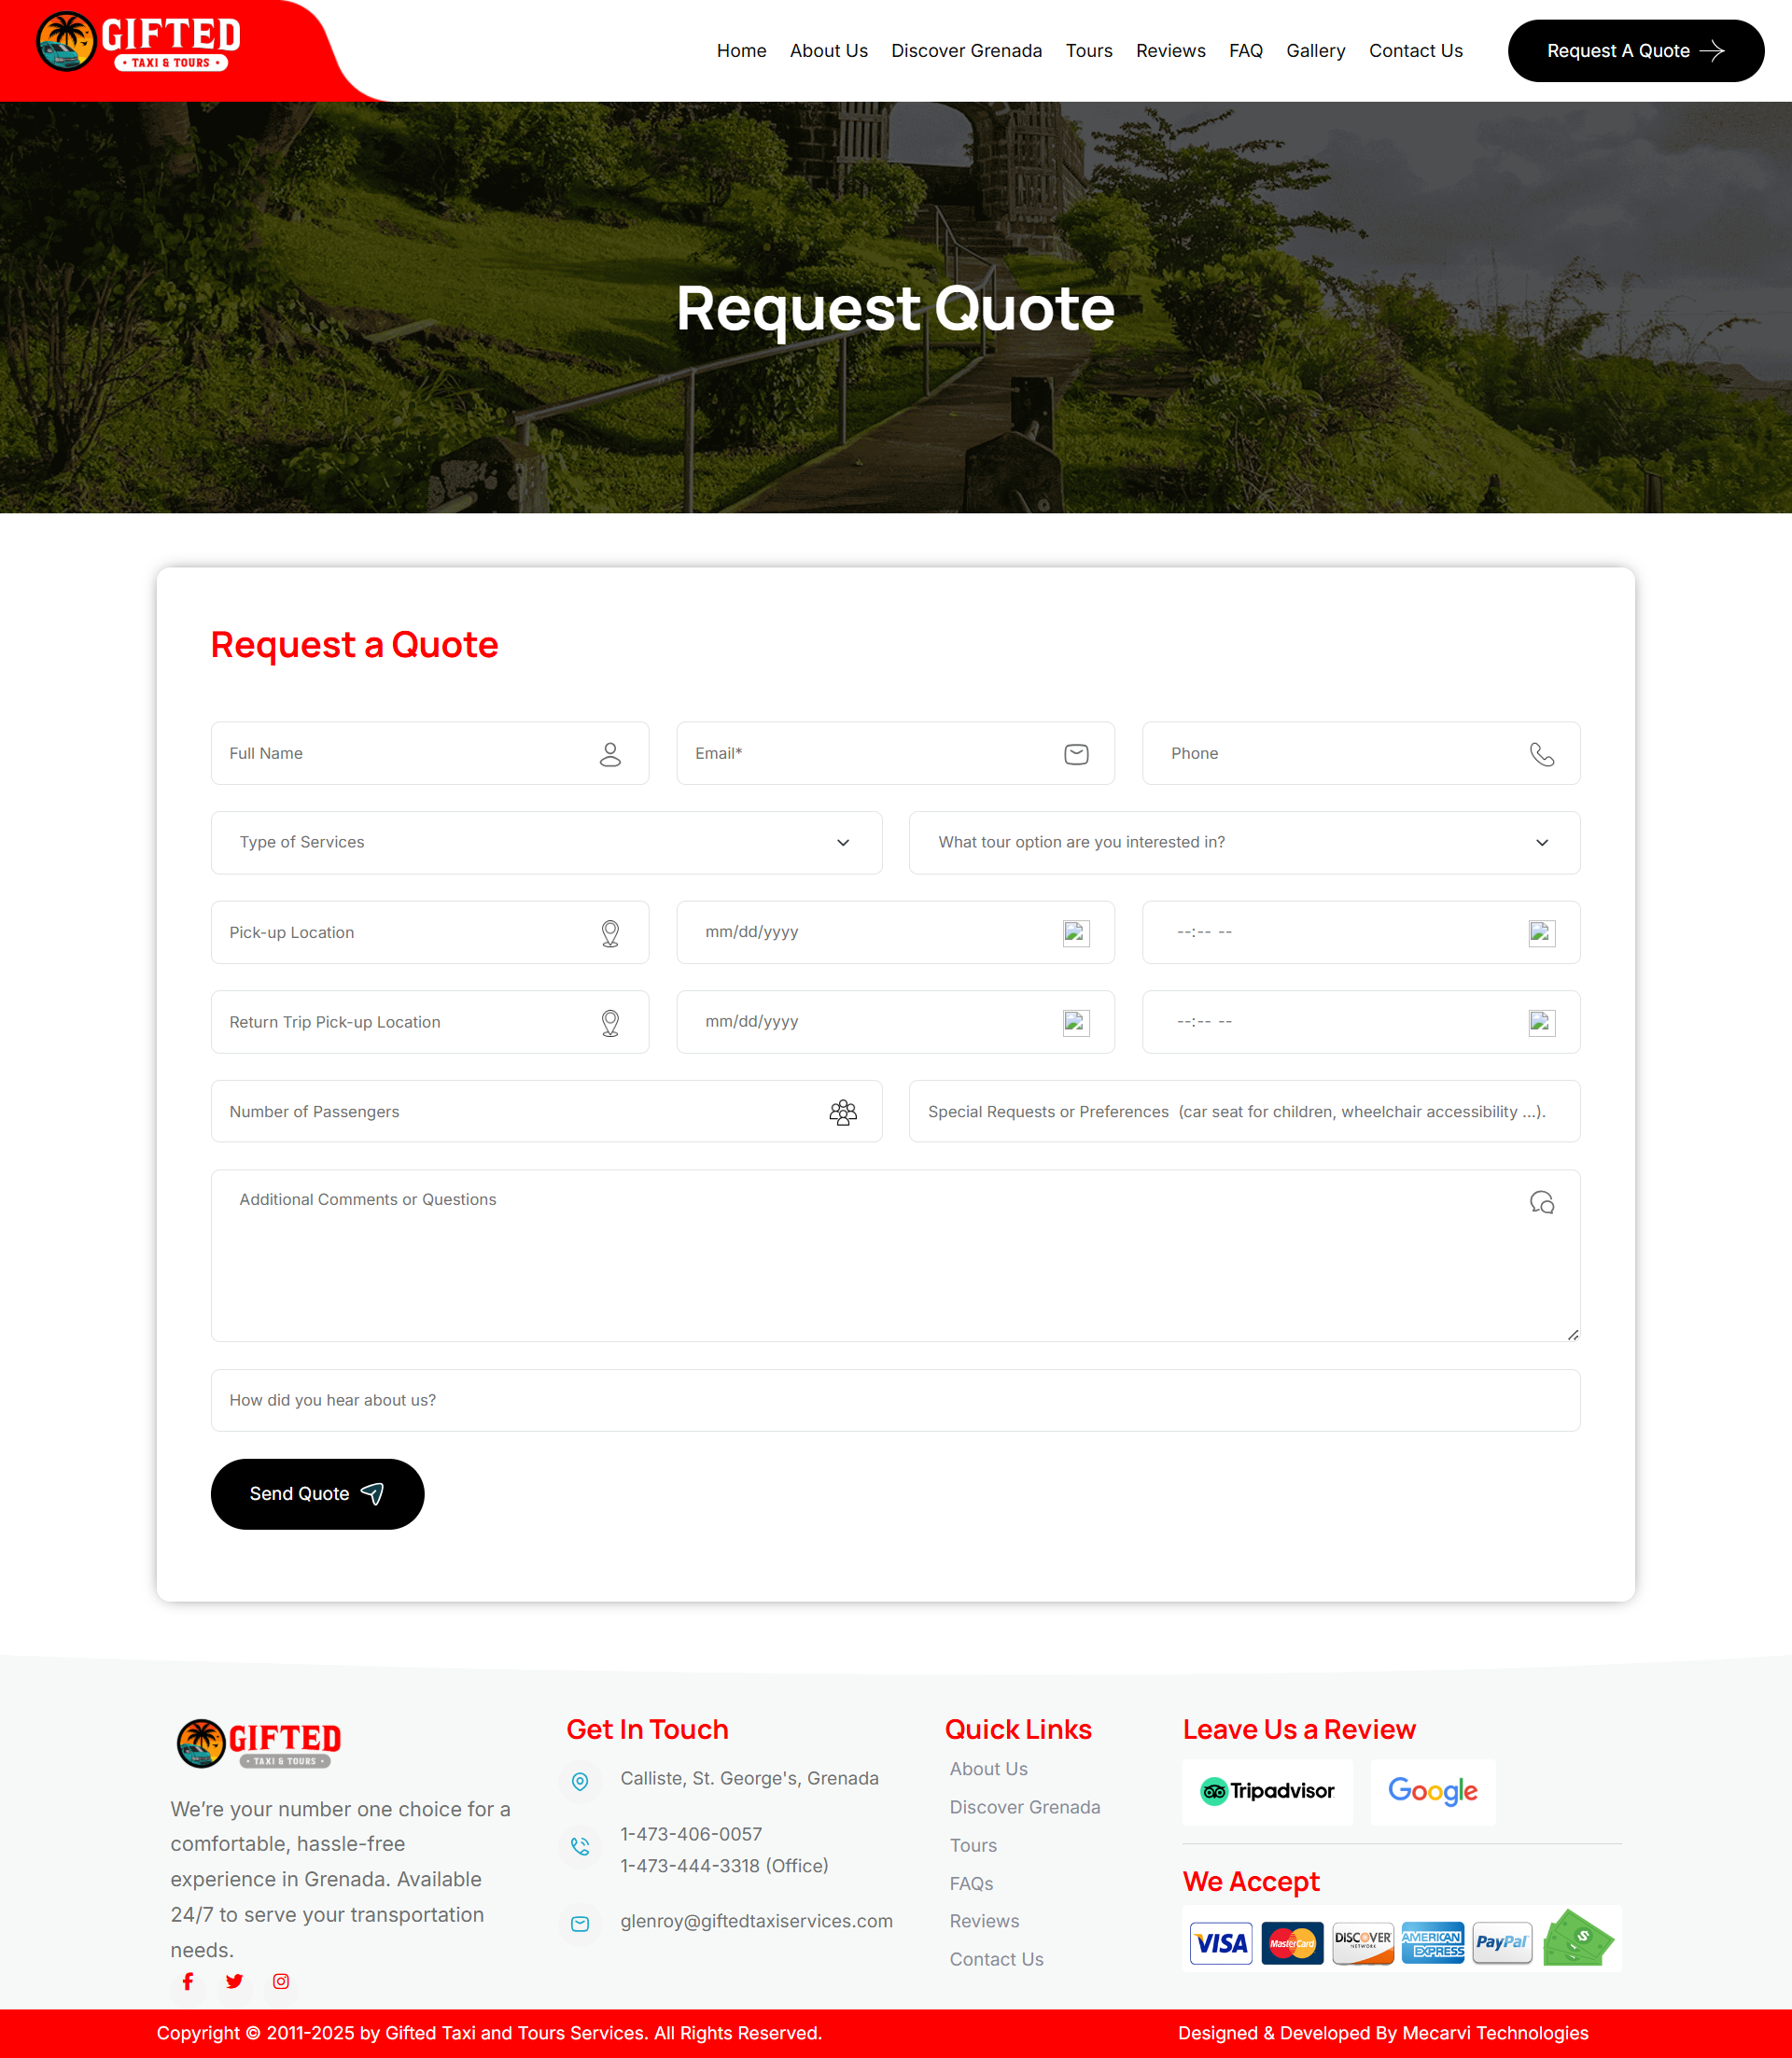 GIFTED
• TAXI & TOURS •
Home About Us Discover Grenada Tours Reviews FAQ Gallery Contact Us Request A Quote
Request Quote
Request a Quote
Full Name Email* Phone
Type of Services What tour option are you interested in?
Pick-up Location mm/dd/yyyy --:-- --
Return Trip Pick-up Location mm/dd/yyyy --:-- --
Number of Passengers Special Requests or Preferences (car seat for children, wheelchair accessibility ...).
Additional Comments or Questions
How did you hear about us?
Send Quote
GIFTED
• TAXI & TOURS •
We’re your number one choice for a
comfortable, hassle-free
experience in Grenada. Available
24/7 to serve your transportation
needs.
Get In Touch
Calliste, St. George's, Grenada
1-473-406-0057
1-473-444-3318 (Office)
glenroy@giftedtaxiservices.com
Quick Links
About Us
Discover Grenada
Tours
FAQs
Reviews
Contact Us
Leave Us a Review
Tripadvisor Google
We Accept
VISA MasterCard DISCOVER NETWORK AMERICAN EXPRESS PayPal $
Copyright © 2011-2025 by Gifted Taxi and Tours Services. All Rights Reserved. Designed & Developed By Mecarvi Technologies